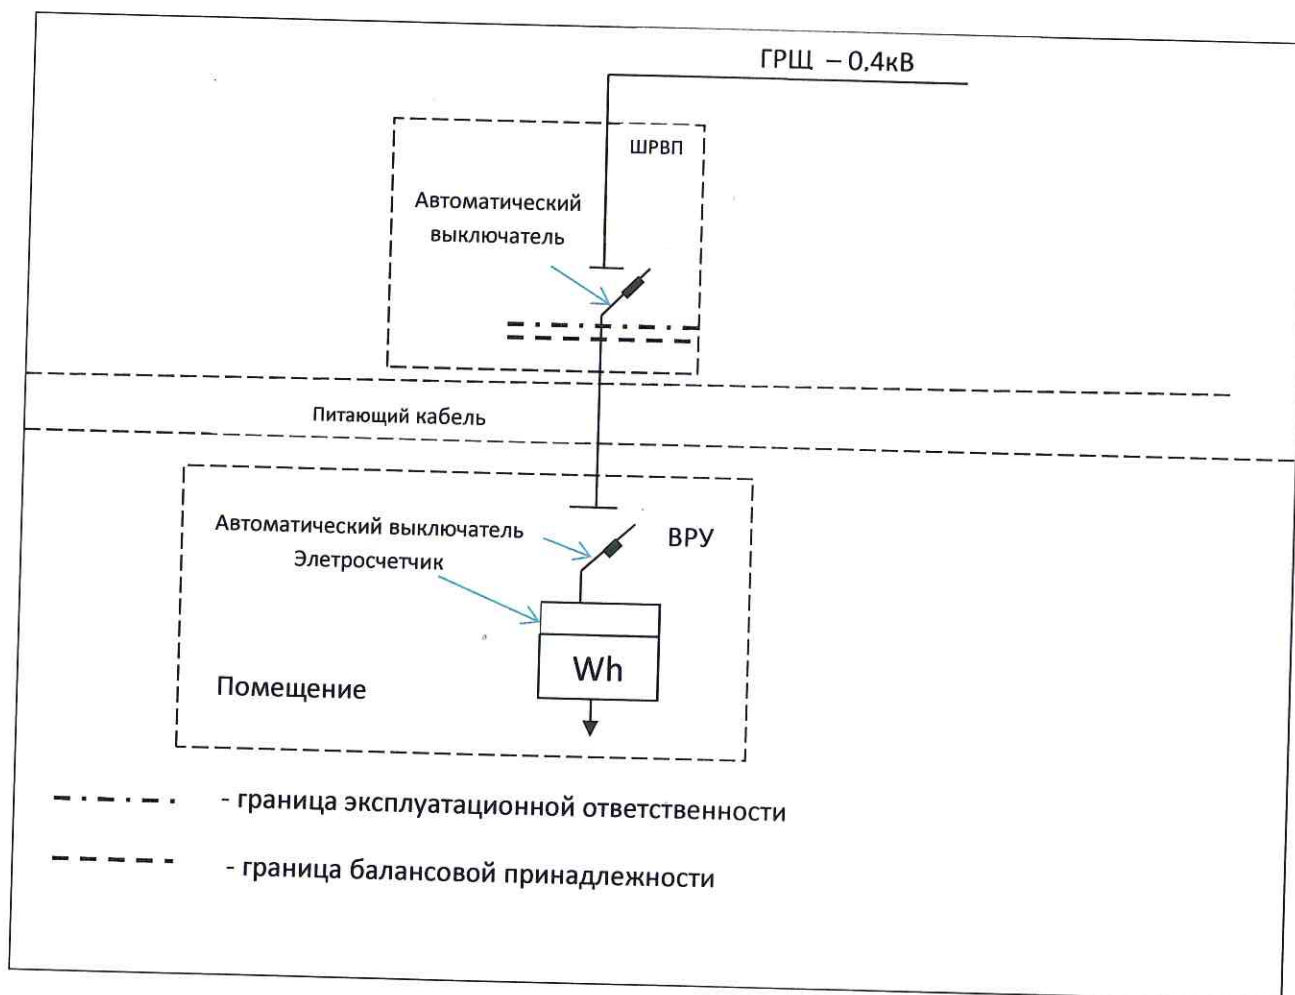 ГРЩ – 0,4кВ
ШРВП
Автоматический
выключатель
Питающий кабель
Автоматический выключатель
Элетросчетчик
ВРУ
Wh
Помещение
- граница эксплуатационной ответственности
- граница балансовой принадлежности